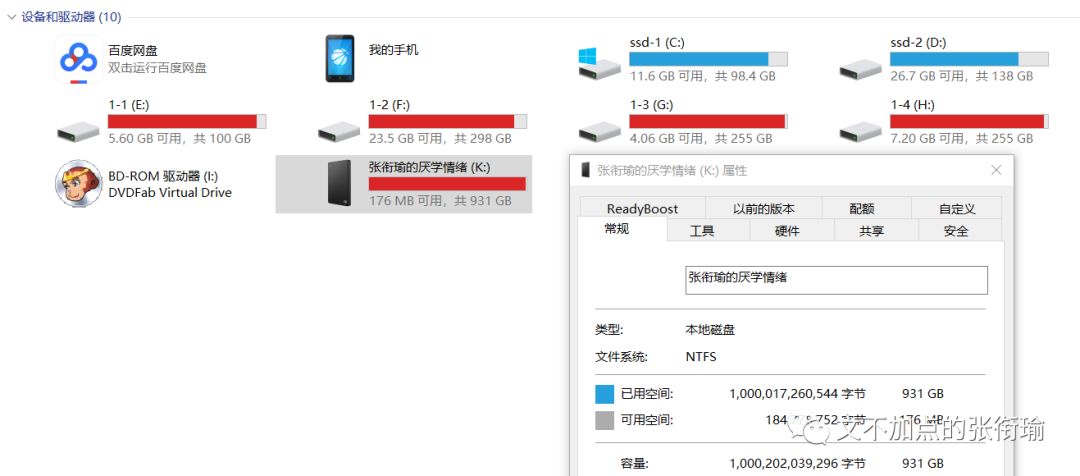 设备和驱动器 (10)
百度网盘
双击运行百度网盘
我的手机
ssd-1 (C:)
11.6 GB 可用，共 98.4 GB
ssd-2 (D:)
26.7 GB 可用，共 138 GB
1-1 (E:)
5.60 GB 可用，共 100 GB
1-2 (F:)
23.5 GB 可用，共 298 GB
1-3 (G:)
4.06 GB 可用，共 255 GB
1-4 (H:)
7.20 GB 可用，共 255 GB
BD-ROM 驱动器 (I:)
DVDFab Virtual Drive
张衔瑜的厌学情绪 (K:)
176 MB 可用，共 931 GB
张衔瑜的厌学情绪 (K:) 属性
ReadyBoost 以前的版本 配额 自定义
常规 工具 硬件 共享 安全
张衔瑜的厌学情绪
类型: 本地磁盘
文件系统: NTFS
已用空间: 1,000,017,260,544 字节 931 GB
可用空间: 752 字节 176 MB
文不加点的张衔瑜
容量: 1,000,202,039,296 字节 931 GB